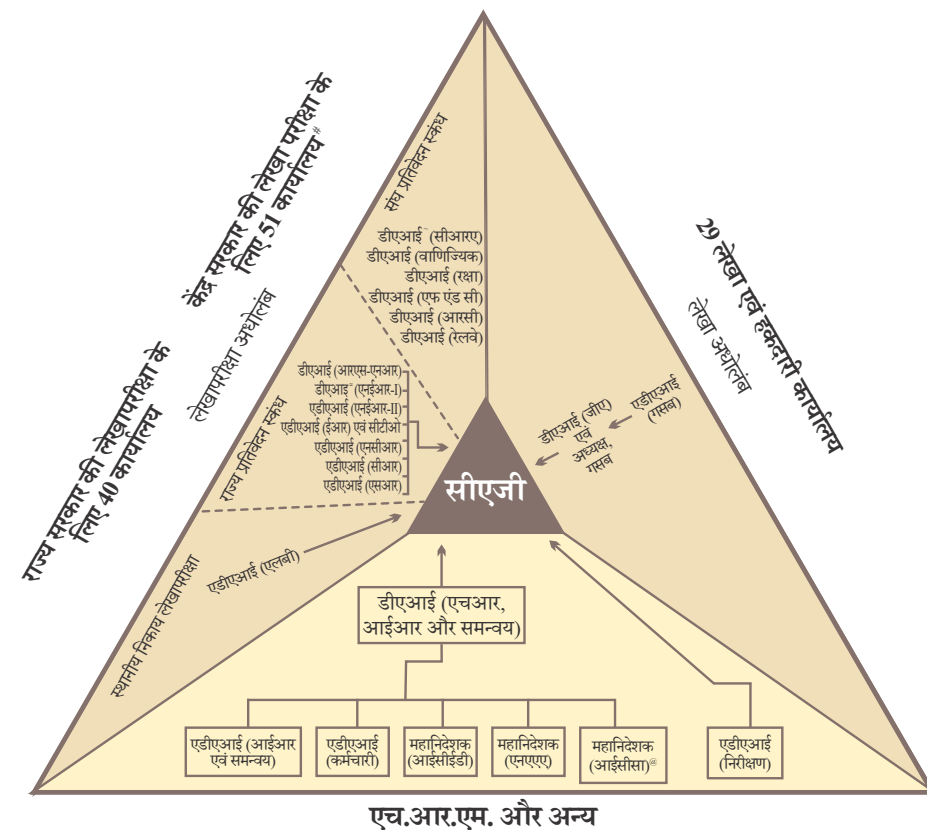 केंद्र सरकार की लेखा परीक्षा के
लिए 51 कार्यालय#
राज्य सरकार की लेखापरीक्षा के
लिए 40 कार्यालय
लेखापरीक्षा अधोलंब
29 लेखा एवं हकदारी कार्यालय
लेखा अधोलंब
संघ प्रतिवेदन स्कंध
डीएआई~ (सीआरए)
डीएआई (वाणिज्यिक)
डीएआई (रक्षा)
डीएआई (एफ एंड सी)
डीएआई (आरसी)
डीएआई (रेलवे)
राज्य प्रतिवेदन स्कंध
डीएआई (आरएस-एनआर)
(एनईआर-I)
एडीएआई (एनईआर-II)
एडीएआई (ईआर) एवं सीटीओ
एडीएआई (एनसीआर)
एडीएआई (सीआर)
एडीएआई (एसआर)
डीएआई (जीए)
एवं
अध्यक्ष,
गसब
एडीएआई
(गसब)
सीएजी
स्थानीय निकाय लेखापरीक्षा
एडीएआई (एलबी)
डीएआई (एचआर,
आईआर और समन्वय)
एडीएआई (आईआर
एवं समन्वय)
एडीएआई
(कर्मचारी)
महानिदेशक
(आईसीईडी)
महानिदेशक
(एनएएए)
महानिदेशक
(आईसीसा)@
एडीएआई
(निरीक्षण)
एच.आर.एम. और अन्य